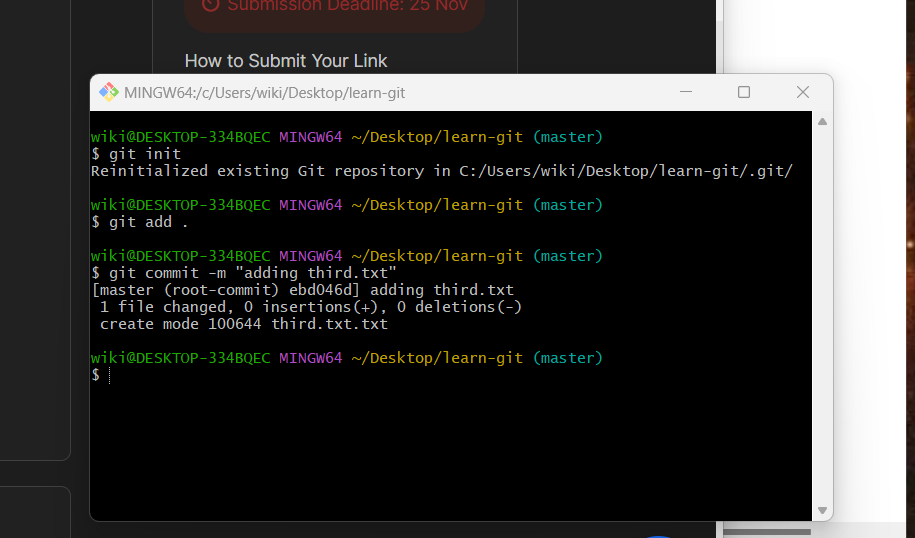 Submission Deadline: 25 Nov
How to Submit Your Link
MINGW64:/c/Users/wiki/Desktop/learn-git
wiki@DESKTOP-334BQEC MINGW64 ~/Desktop/learn-git (master)
$ git init
Reinitialized existing Git repository in C:/Users/wiki/Desktop/learn-git/.git/
wiki@DESKTOP-334BQEC MINGW64 ~/Desktop/learn-git (master)
$ git add .
wiki@DESKTOP-334BQEC MINGW64 ~/Desktop/learn-git (master)
$ git commit -m "adding third.txt"
[master (root-commit) ebd046d] adding third.txt
 1 file changed, 0 insertions(+), 0 deletions(-)
 create mode 100644 third.txt.txt
wiki@DESKTOP-334BQEC MINGW64 ~/Desktop/learn-git (master)
$